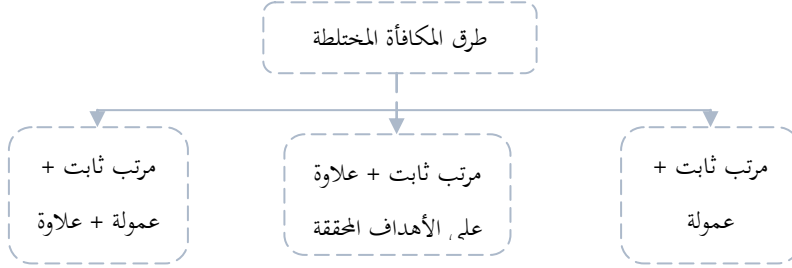 طرق المكافأة المختلطة
مرتب ثابت +
عمولة
مرتب ثابت + علاوة
على الأهداف المحققة
مرتب ثابت +
عمولة + علاوة